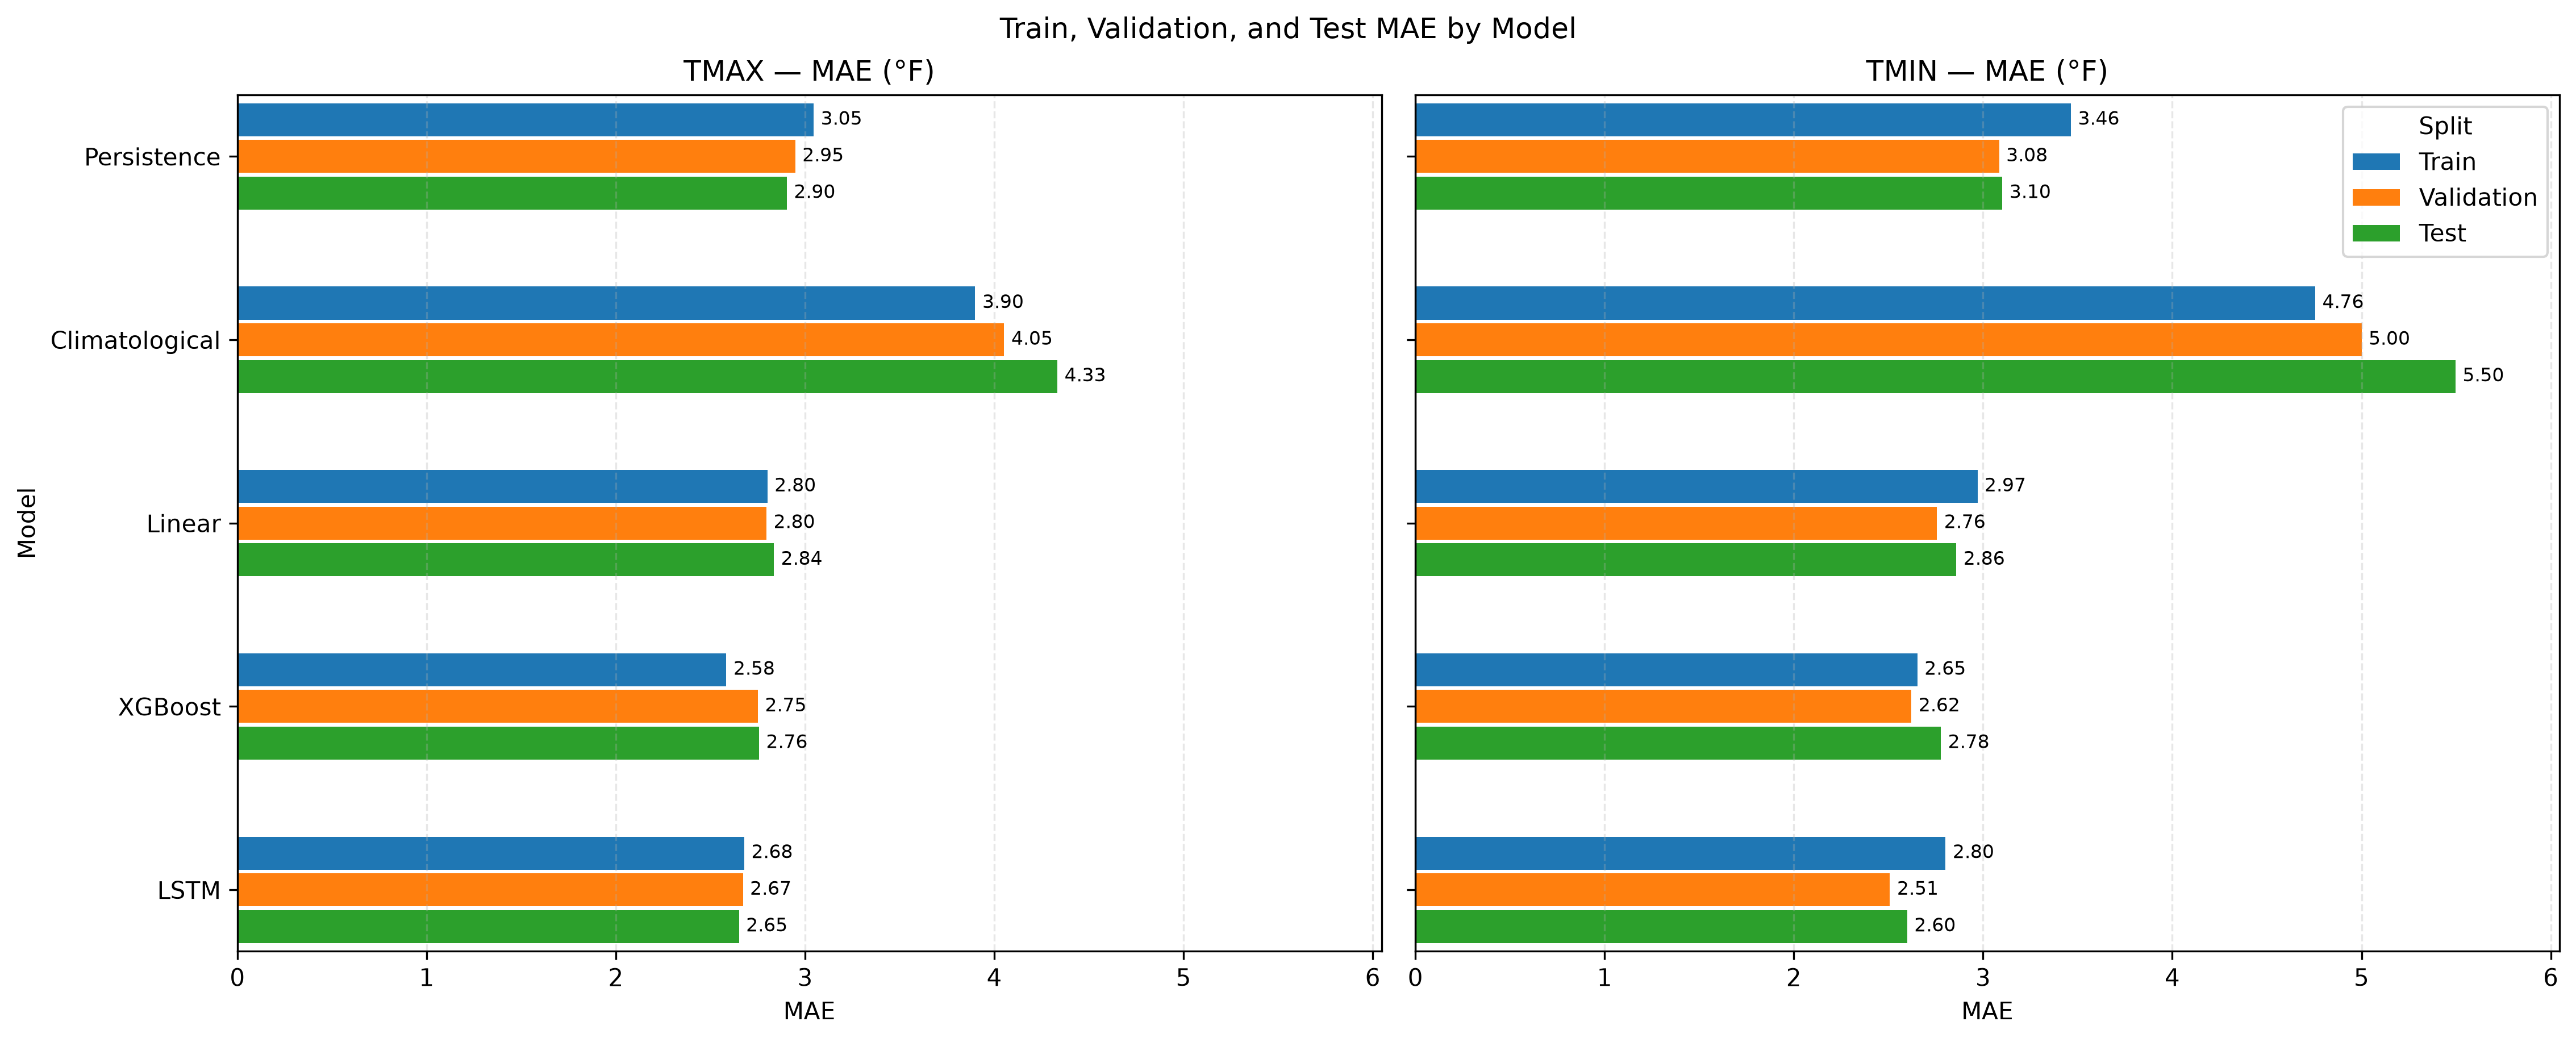 Train, Validation, and Test MAE by Model
TMAX — MAE (°F)
Model
Persistence
3.05
2.95
2.90
Climatological
3.90
4.05
4.33
Linear
2.80
2.80
2.84
XGBoost
2.58
2.75
2.76
LSTM
2.68
2.67
2.65
0 1 2 3 4 5 6
MAE
TMIN — MAE (°F)
3.46
3.08
3.10
4.76
5.00
5.50
2.97
2.76
2.86
2.65
2.62
2.78
2.80
2.51
2.60
Split
Train
Validation
Test
0 1 2 3 4 5 6
MAE